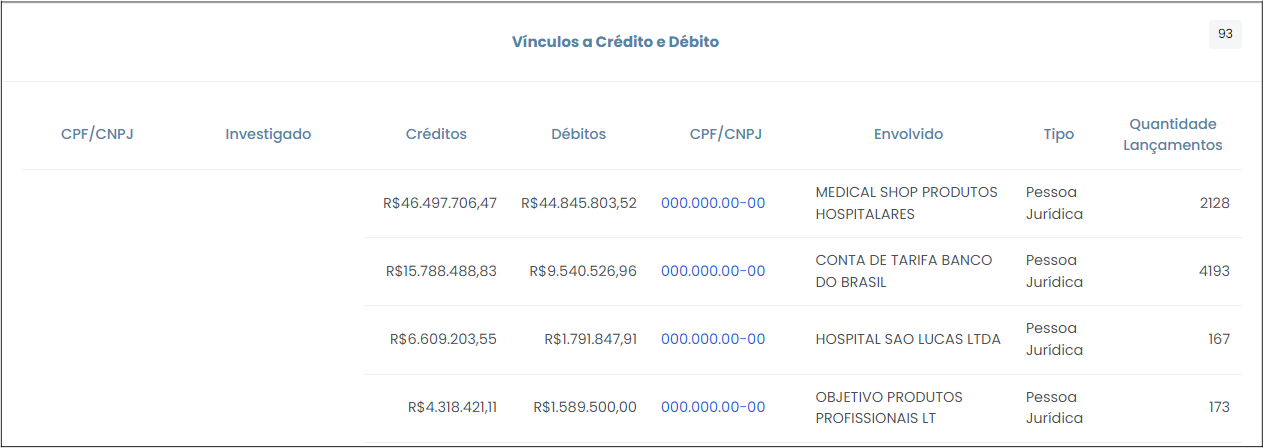 Vínculos a Crédito e Débito
93
CPF/CNPJ Investigado Créditos Débitos CPF/CNPJ Envolvido Tipo Quantidade
Lançamentos
R$46.497.706,47 R$44.845.803,52 000.000.00-00 MEDICAL SHOP PRODUTOS
HOSPITALARES Pessoa
Jurídica 2128
R$15.788.488,83 R$9.540.526,96 000.000.00-00 CONTA DE TARIFA BANCO
DO BRASIL Pessoa
Jurídica 4193
R$6.609.203,55 R$1.791.847,91 000.000.00-00 HOSPITAL SAO LUCAS LTDA Pessoa
Jurídica 167
R$4.318.421,11 R$1.589.500,00 000.000.00-00 OBJETIVO PRODUTOS
PROFISSIONAIS LT Pessoa
Jurídica 173